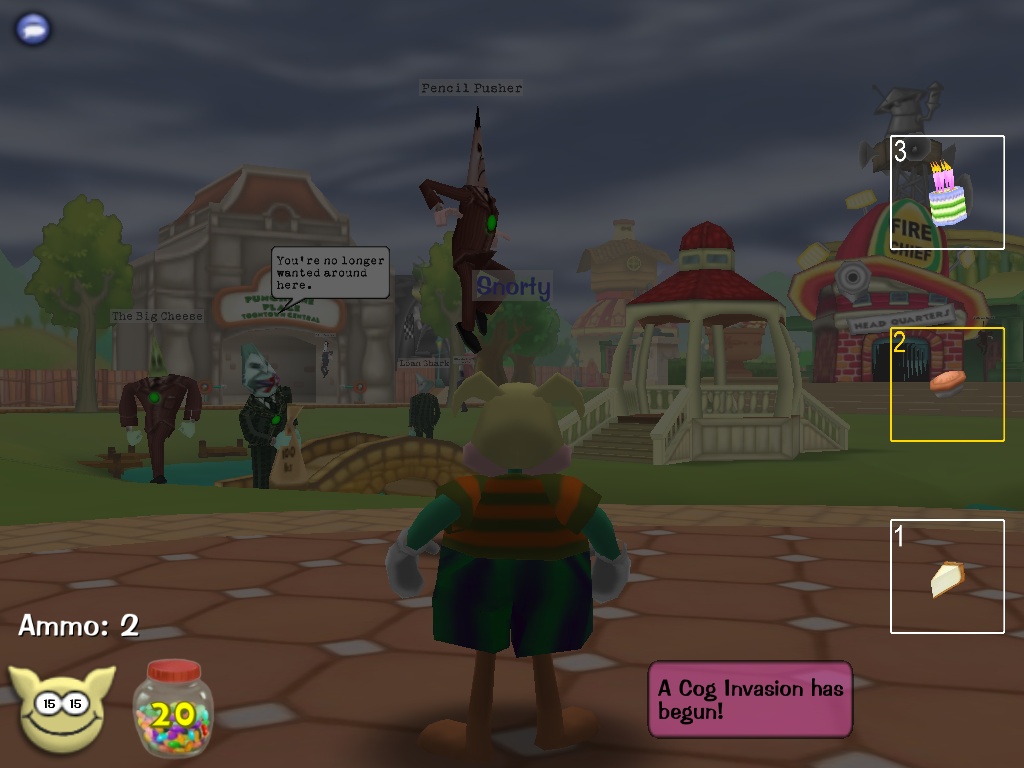 Pencil Pusher
3
FIRE
CHIEF
You're no longer
wanted around
here.
Snorty
The Big Cheese
PUNCHLINE
PLACE
TOONTOWN CENTRAL
HEAD QUARTERS
2
Loan Shark
1
Ammo: 2
15 15
20
A Cog Invasion has
begun!